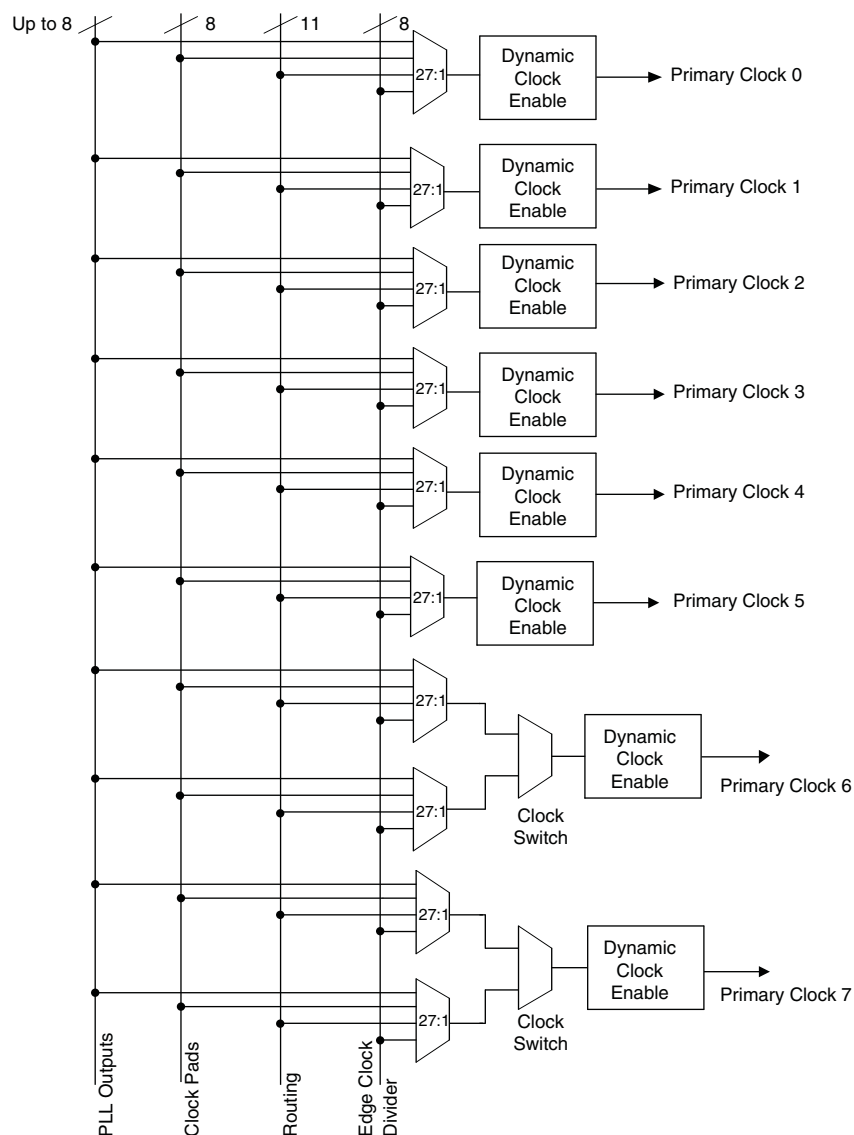 Up to 8
8
11
8
27:1
Dynamic
Clock
Enable
Primary Clock 0
27:1
Dynamic
Clock
Enable
Primary Clock 1
27:1
Dynamic
Clock
Enable
Primary Clock 2
27:1
Dynamic
Clock
Enable
Primary Clock 3
27:1
Dynamic
Clock
Enable
Primary Clock 4
27:1
Dynamic
Clock
Enable
Primary Clock 5
27:1
27:1
Clock
Switch
Dynamic
Clock
Enable
Primary Clock 6
27:1
27:1
Clock
Switch
Dynamic
Clock
Enable
Primary Clock 7
PLL Outputs
Clock Pads
Routing
Edge Clock
Divider